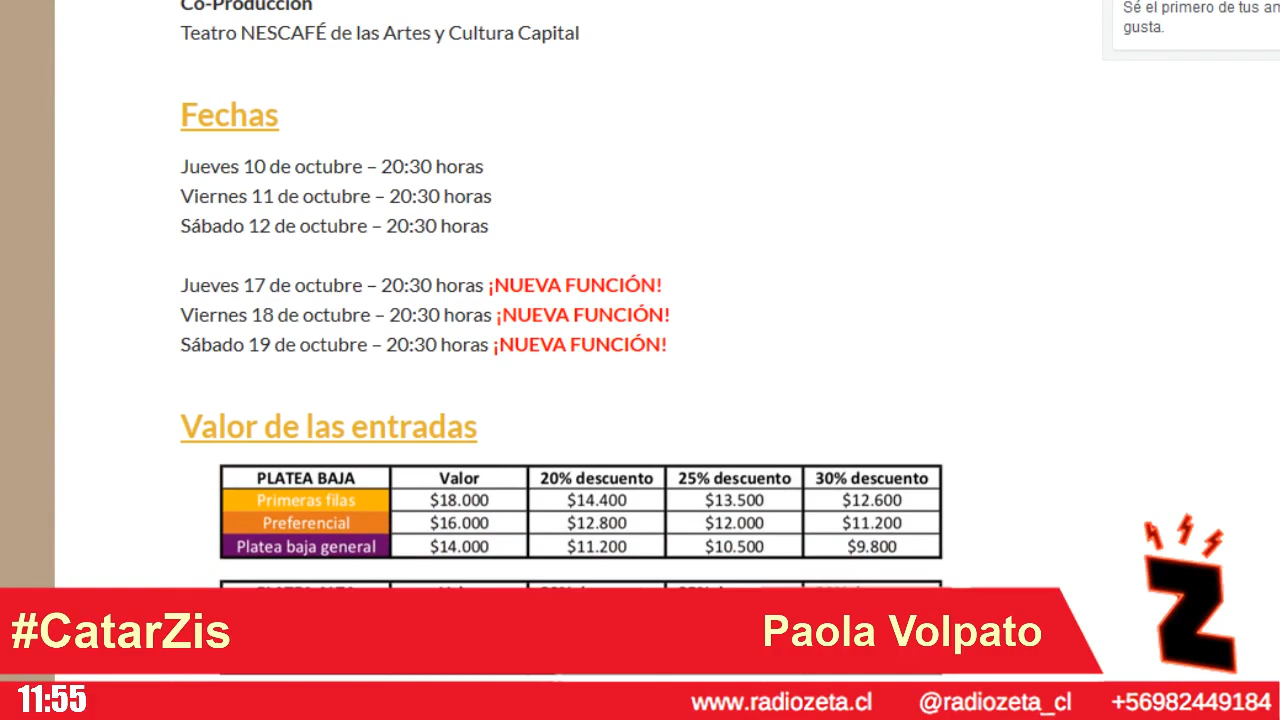 Co-Producción
Teatro NESCAFÉ de las Artes y Cultura Capital
Sé el primero de tus am
gusta.
Fechas
Jueves 10 de octubre – 20:30 horas
Viernes 11 de octubre – 20:30 horas
Sábado 12 de octubre – 20:30 horas
Jueves 17 de octubre – 20:30 horas ¡NUEVA FUNCIÓN!
Viernes 18 de octubre – 20:30 horas ¡NUEVA FUNCIÓN!
Sábado 19 de octubre – 20:30 horas ¡NUEVA FUNCIÓN!
Valor de las entradas
PLATEA BAJA Valor 20% descuento 25% descuento 30% descuento
Primeras filas $18.000 $14.400 $13.500 $12.600
Preferencial $16.000 $12.800 $12.000 $11.200
Platea baja general $14.000 $11.200 $10.500 $9.800
#CatarZis Paola Volpato
Z
11:55 www.radiozeta.cl @radiozeta_cl +56982449184